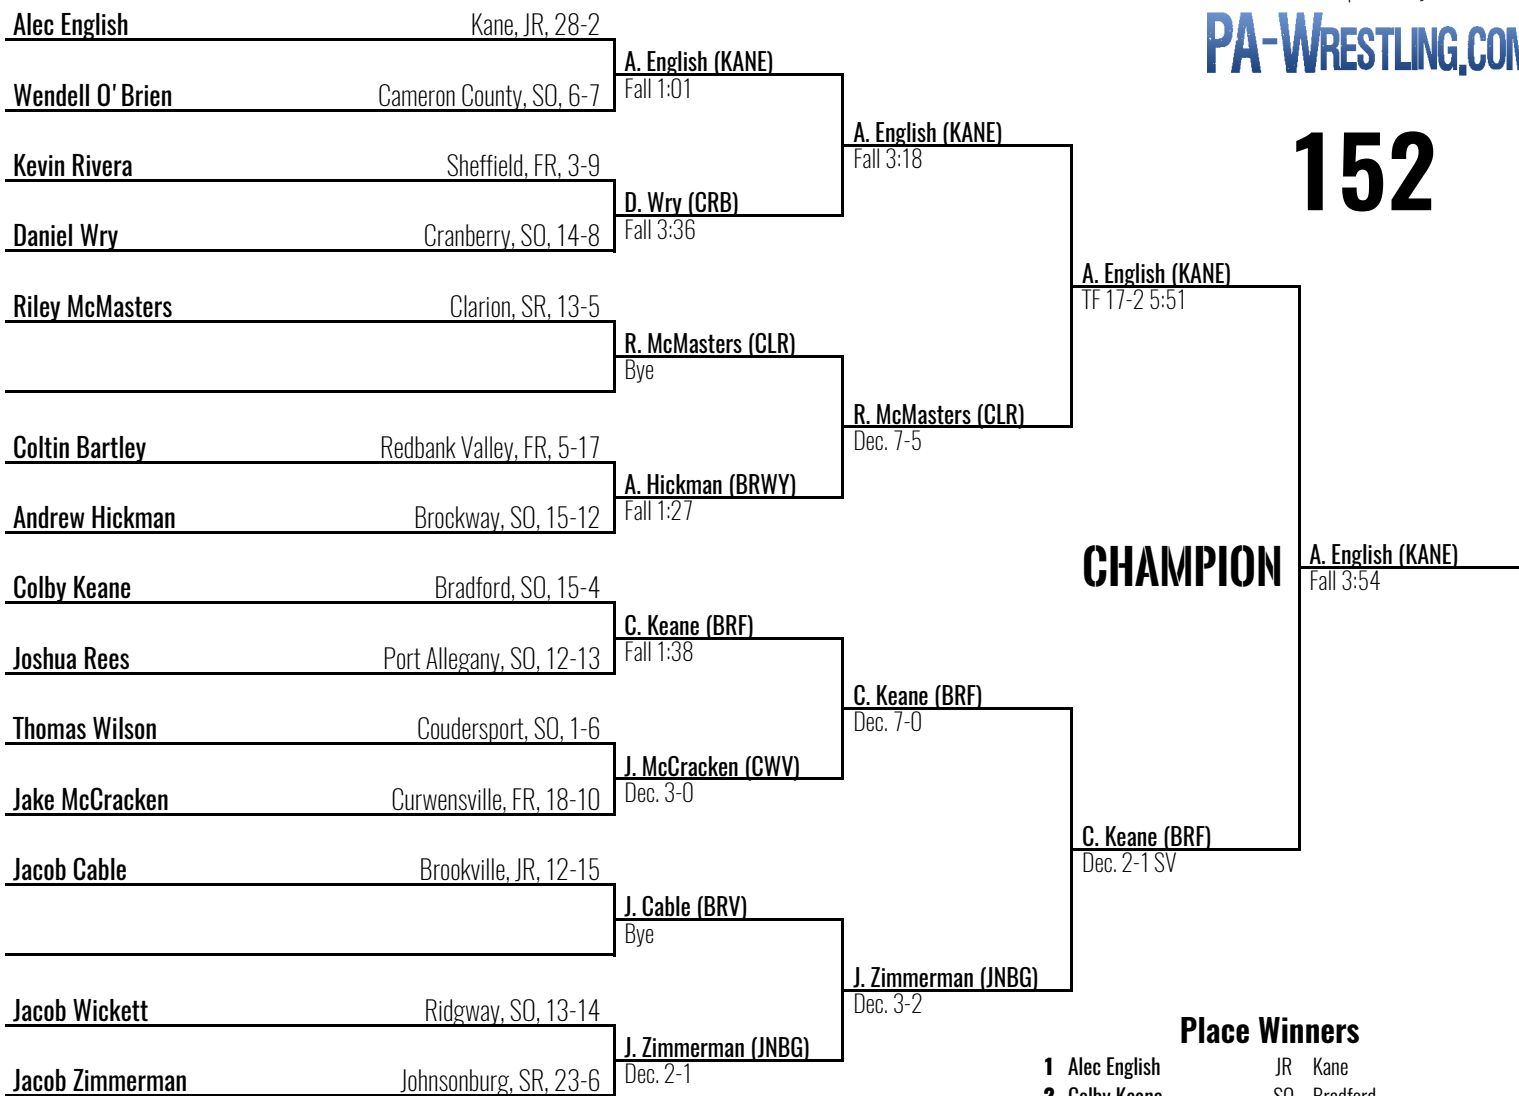 PA-WRESTLING.COM
152
Alec English Kane, JR, 28-2
A. English (KANE)
Fall 1:01
Wendell O'Brien Cameron County, SO, 6-7
A. English (KANE)
Fall 3:18
Kevin Rivera Sheffield, FR, 3-9
D. Wry (CRB)
Fall 3:36
Daniel Wry Cranberry, SO, 14-8
A. English (KANE)
TF 17-2 5:51
Riley McMasters Clarion, SR, 13-5
R. McMasters (CLR)
Bye
R. McMasters (CLR)
Dec. 7-5
Coltin Bartley Redbank Valley, FR, 5-17
A. Hickman (BRWY)
Fall 1:27
Andrew Hickman Brockway, SO, 15-12
CHAMPION
A. English (KANE)
Fall 3:54
Colby Keane Bradford, SO, 15-4
C. Keane (BRF)
Fall 1:38
Joshua Rees Port Allegany, SO, 12-13
C. Keane (BRF)
Dec. 7-0
Thomas Wilson Coudersport, SO, 1-6
J. McCracken (CWV)
Dec. 3-0
Jake McCracken Curwensville, FR, 18-10
C. Keane (BRF)
Dec. 2-1 SV
Jacob Cable Brookville, JR, 12-15
J. Cable (BRV)
Bye
J. Zimmerman (JNBG)
Dec. 3-2
Jacob Wickett Ridgway, SO, 13-14
J. Zimmerman (JNBG)
Dec. 2-1
Jacob Zimmerman Johnsonburg, SR, 23-6
Place Winners
1 Alec English JR Kane
2 Colby Keane SO Bradford